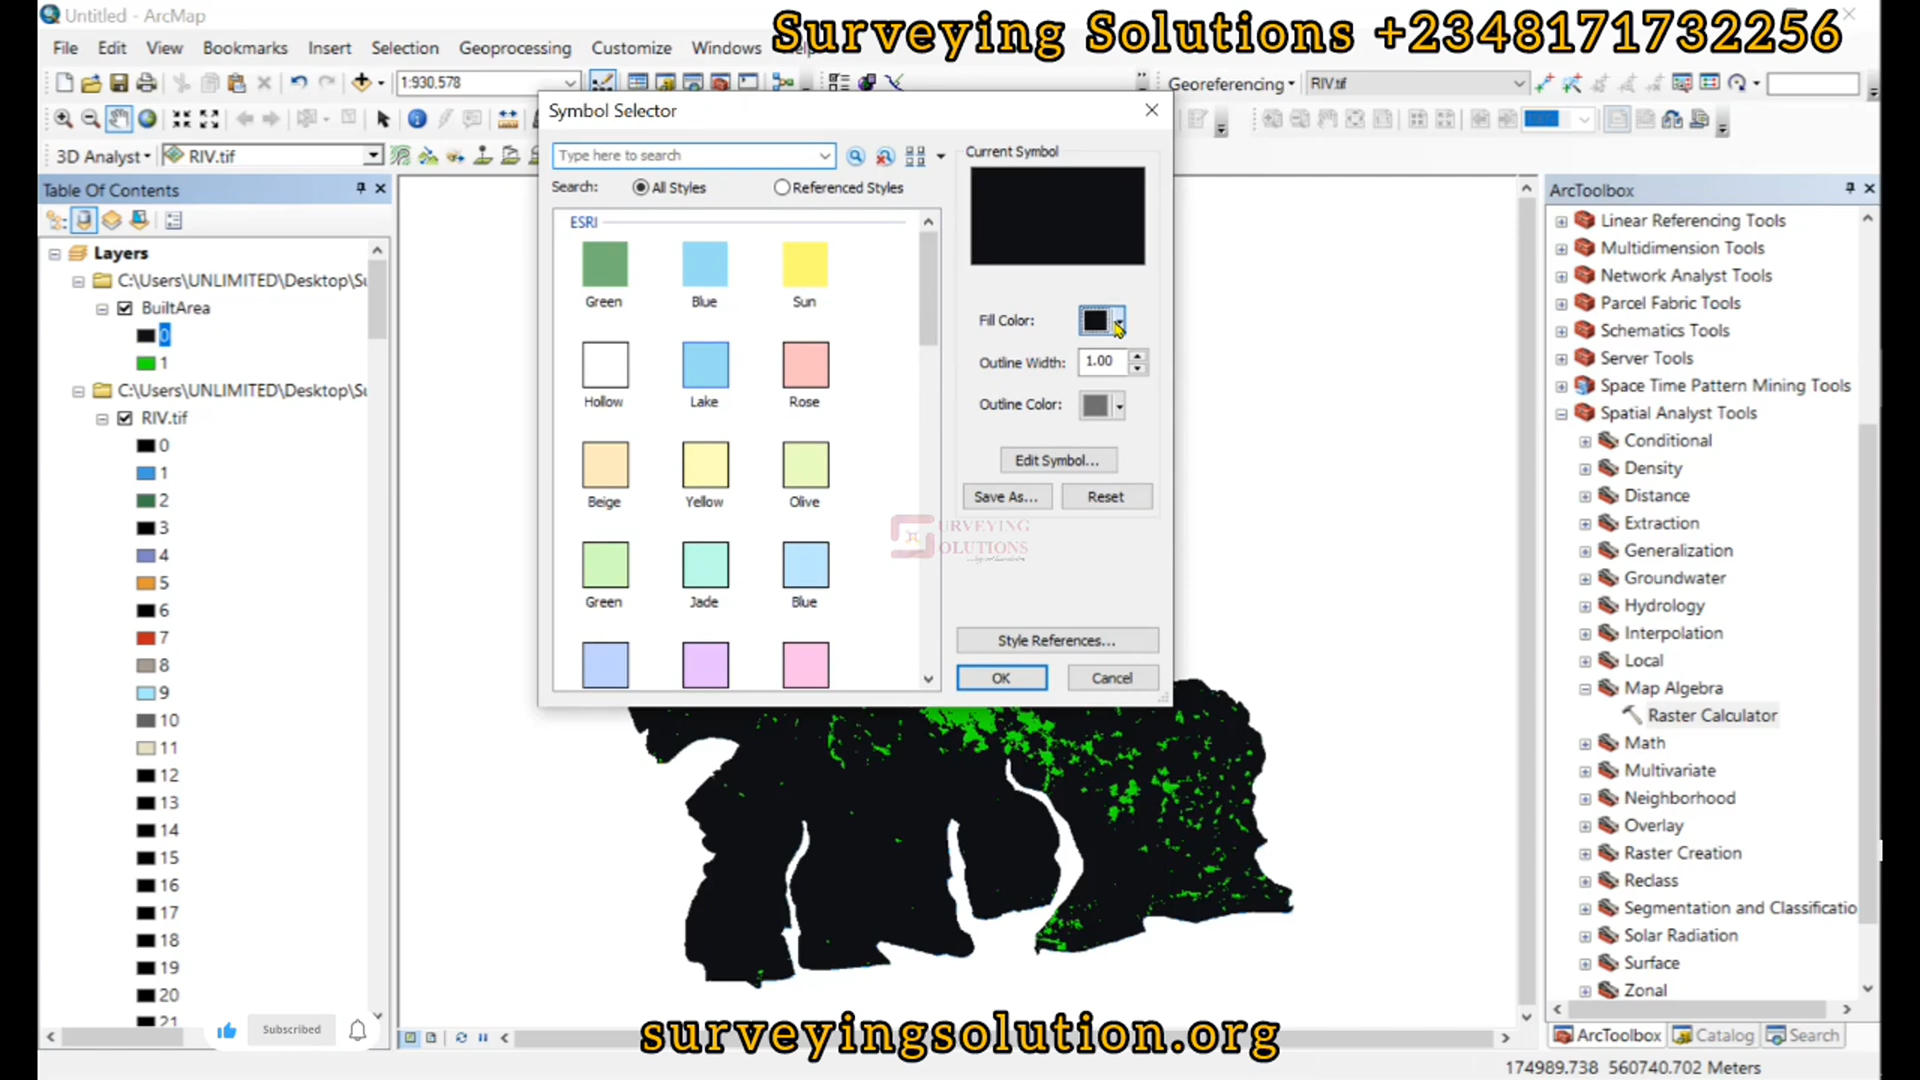 Untitled - ArcMap
Surveying Solutions +2348171732256
File Edit View Bookmarks Insert Selection Geoprocessing Customize Windows
1:930,578
Georeferencing
RIV.tif
3D Analyst
RIV.tif
Table Of Contents
Layers
C:\Users\UNLIMITED\Desktop\Su
BuiltArea
0
1
C:\Users\UNLIMITED\Desktop\Su
RIV.tif
0
1
2
3
4
5
6
7
8
9
10
11
12
13
14
15
16
17
18
19
20
21
Subscribed
Symbol Selector
Type here to search
Search: All Styles Referenced Styles
ESRI
Green Blue Sun
Hollow Lake Rose
Beige Yellow Olive
Green Jade Blue
Current Symbol
Fill Color:
Outline Width: 1.00
Outline Color:
Edit Symbol...
Save As... Reset
Style References...
OK Cancel
SURVEYING
SOLUTIONS
ArcToolbox
Linear Referencing Tools
Multidimension Tools
Network Analyst Tools
Parcel Fabric Tools
Schematics Tools
Server Tools
Space Time Pattern Mining Tools
Spatial Analyst Tools
Conditional
Density
Distance
Extraction
Generalization
Groundwater
Hydrology
Interpolation
Local
Map Algebra
Raster Calculator
Math
Multivariate
Neighborhood
Overlay
Raster Creation
Reclass
Segmentation and Classificatio
Solar Radiation
Surface
Zonal
ArcToolbox Catalog Search
surveyingsolution.org
174989.738 560740.702 Meters